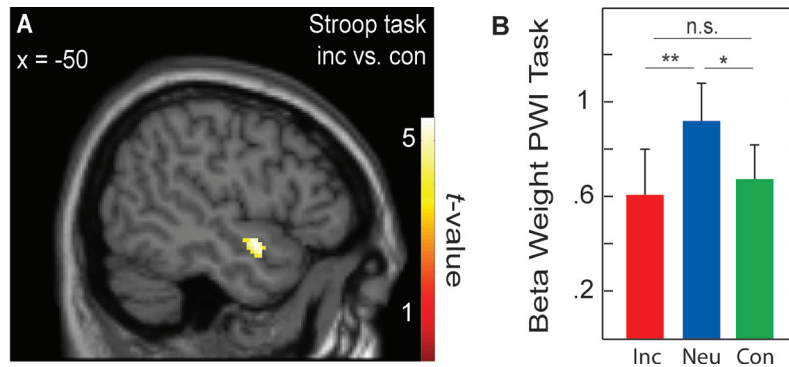 A
Stroop task
inc vs. con
x = -50
5
1
t-value
B
n.s.
**
*
1
.6
.2
Beta Weight PWI Task
Inc Neu Con